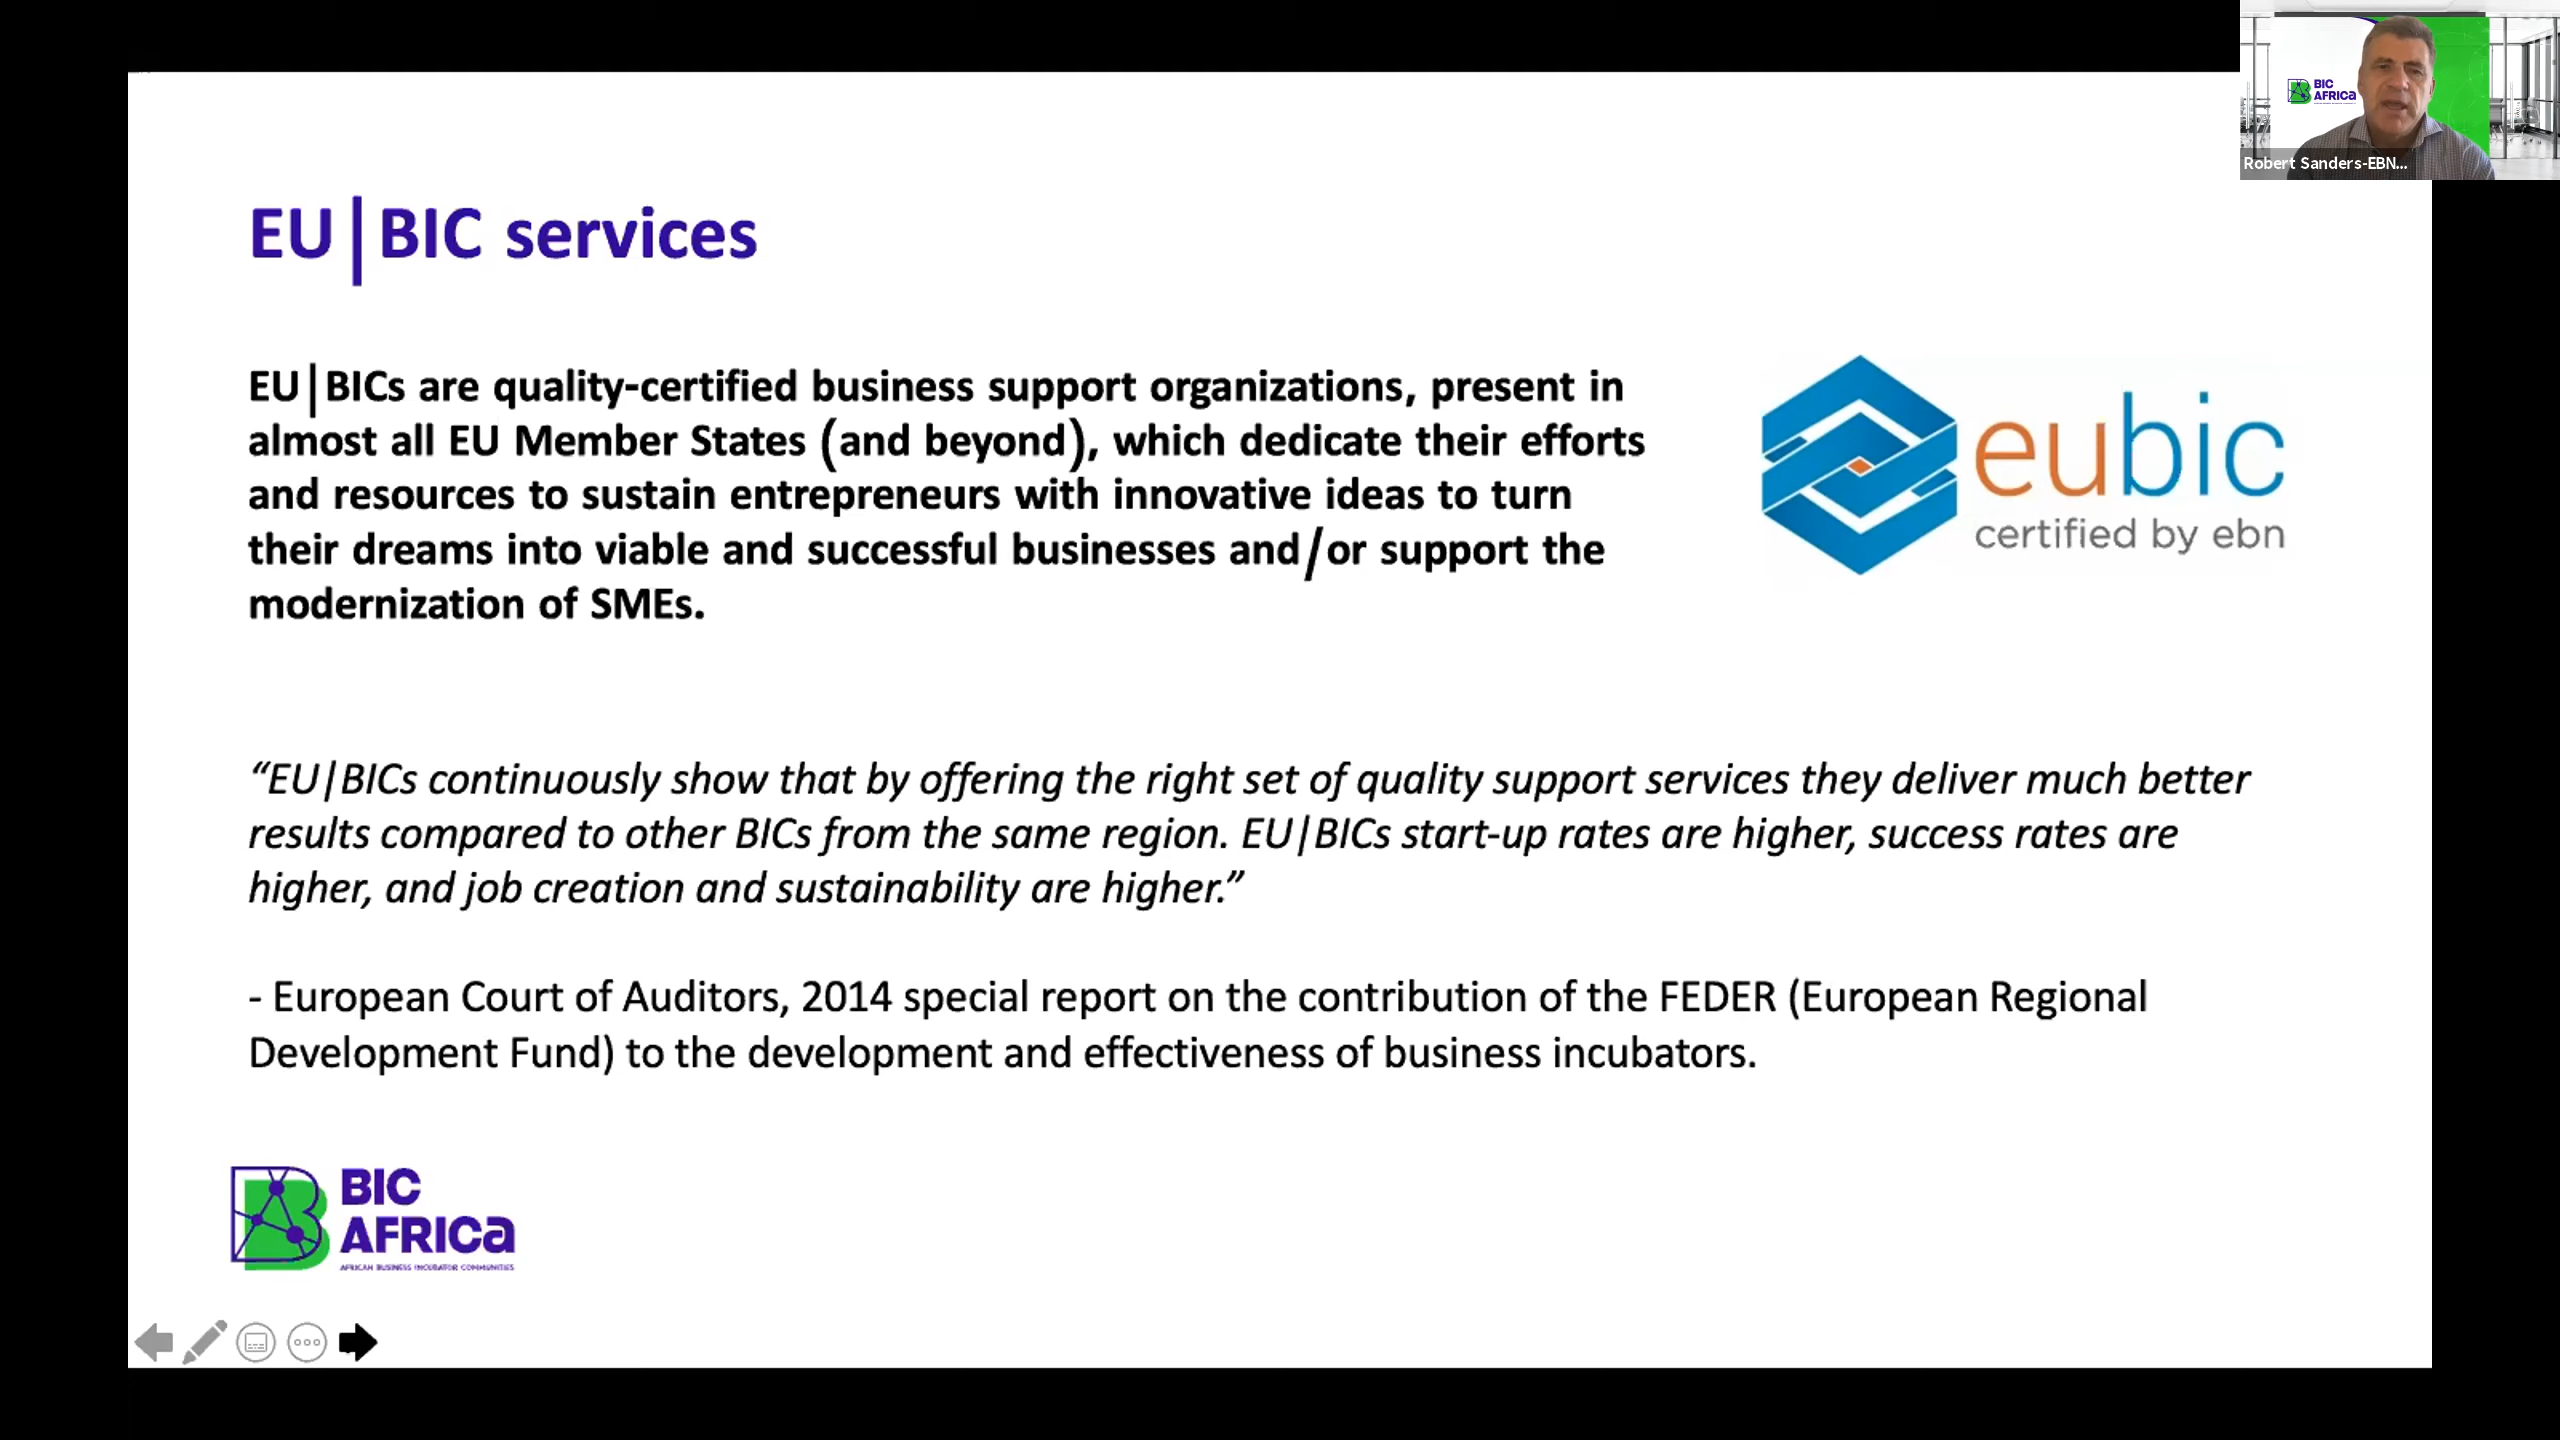 BIC
AFRICA
Robert Sanders-EBN...
EU|BIC services
EU|BICs are quality-certified business support organizations, present in
almost all EU Member States (and beyond), which dedicate their efforts
and resources to sustain entrepreneurs with innovative ideas to turn
their dreams into viable and successful businesses and/or support the
modernization of SMEs.
eubic
certified by ebn
“EU|BICs continuously show that by offering the right set of quality support services they deliver much better
results compared to other BICs from the same region. EU|BICs start-up rates are higher, success rates are
higher, and job creation and sustainability are higher.”
- European Court of Auditors, 2014 special report on the contribution of the FEDER (European Regional
Development Fund) to the development and effectiveness of business incubators.
BIC
AFRICA
AFRICAN BUSINESS INCUBATOR COMMUNITIES